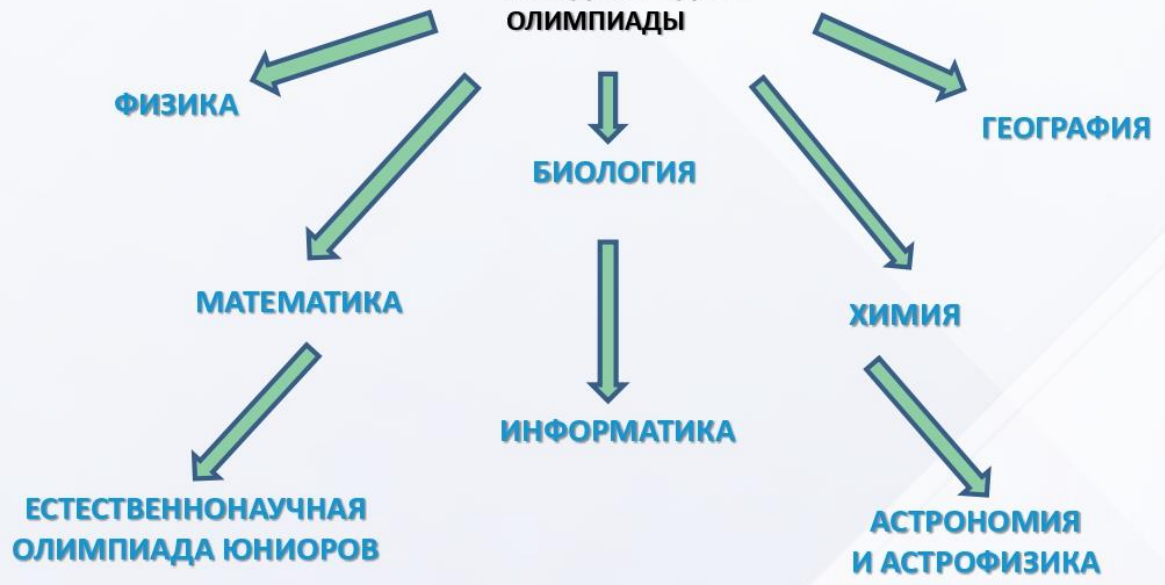 ОЛИМПИАДЫ
ФИЗИКА
ГЕОГРАФИЯ
БИОЛОГИЯ
МАТЕМАТИКА
ХИМИЯ
ИНФОРМАТИКА
ЕСТЕСТВЕННОНАУЧНАЯ
ОЛИМПИАДА ЮНИОРОВ
АСТРОНОМИЯ
И АСТРОФИЗИКА